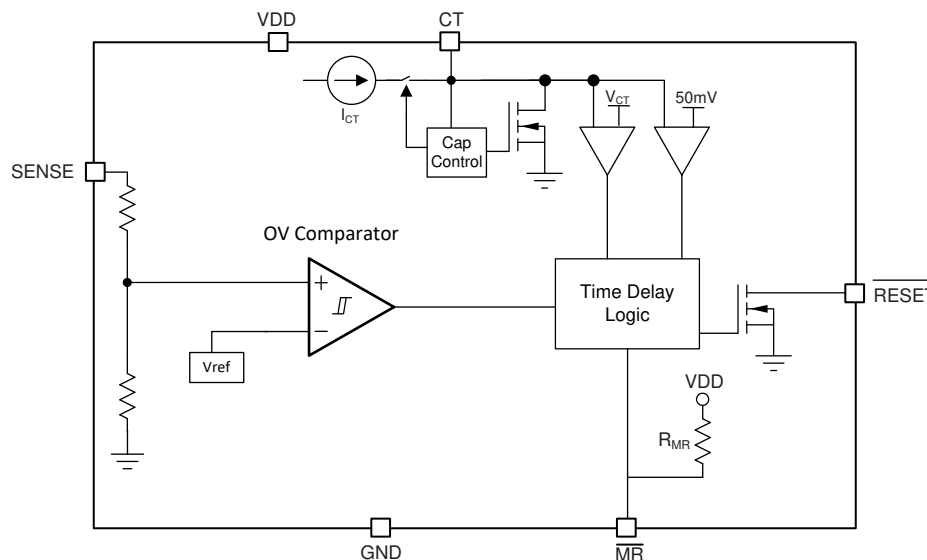 VDD
CT
I_CT
Cap
Control
V_CT
50mV
SENSE
OV Comparator
+
−
Vref
Time Delay
Logic
RESET
VDD
R_MR
GND
MR